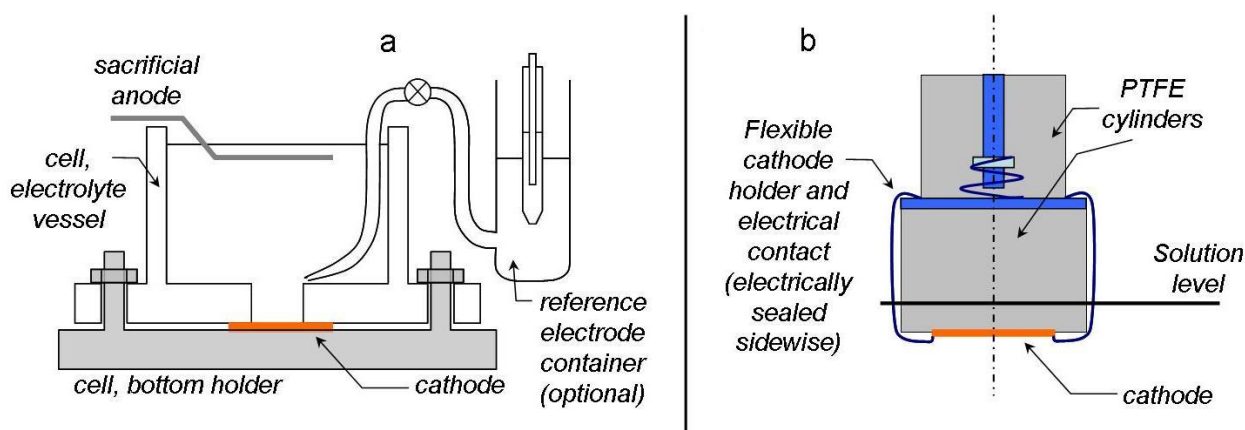 a
sacrificial
anode
cell,
electrolyte
vessel
reference
electrode
container
(optional)
cell, bottom holder
cathode
b
PTFE
cylinders
Flexible
cathode
holder and
electrical
contact
(electrically
sealed
sidewise)
Solution
level
cathode